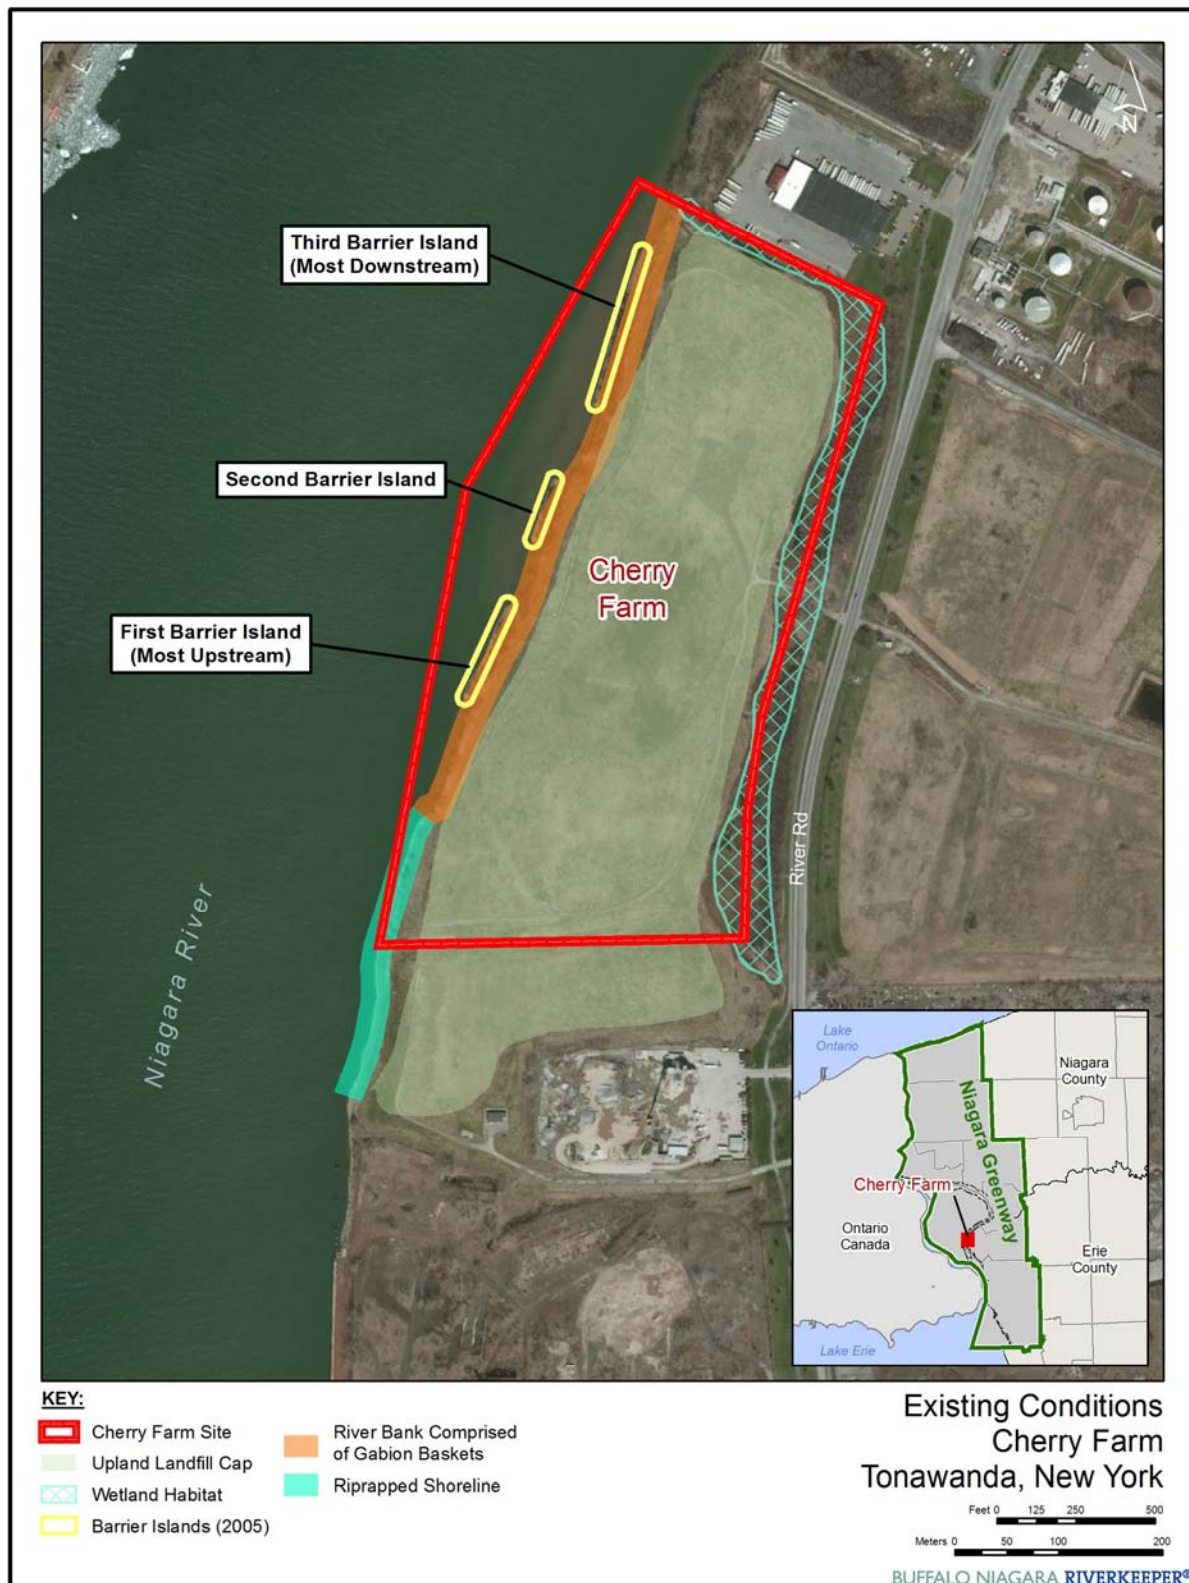 N
Third Barrier Island
(Most Downstream)
Second Barrier Island
Cherry
Farm
First Barrier Island
(Most Upstream)
River Rd
Niagara River
Lake
Ontario
Niagara
County
Niagara Greenway
Cherry Farm
Ontario
Canada
Erie
County
Lake Erie
KEY:
Cherry Farm Site
Upland Landfill Cap
Wetland Habitat
Barrier Islands (2005)
River Bank Comprised
of Gabion Baskets
Riprapped Shoreline
Existing Conditions
Cherry Farm
Tonawanda, New York
Feet 0 125 250 500
Meters 0 50 100 200
BUFFALO NIAGARA RIVERKEEPER®